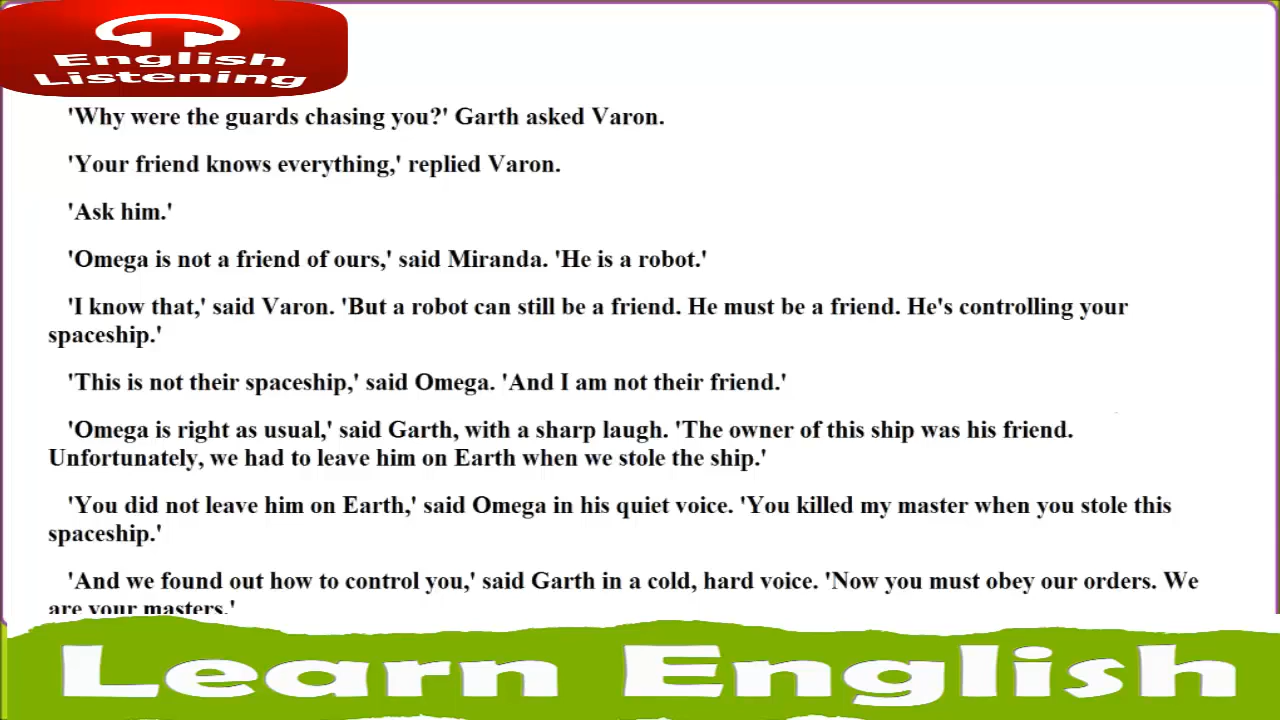 English
Listening
'Why were the guards chasing you?' Garth asked Varon.
'Your friend knows everything,' replied Varon.
'Ask him.'
'Omega is not a friend of ours,' said Miranda. 'He is a robot.'
'I know that,' said Varon. 'But a robot can still be a friend. He must be a friend. He's controlling your
spaceship.'
'This is not their spaceship,' said Omega. 'And I am not their friend.'
'Omega is right as usual,' said Garth, with a sharp laugh. 'The owner of this ship was his friend.
Unfortunately, we had to leave him on Earth when we stole the ship.'
'You did not leave him on Earth,' said Omega in his quiet voice. 'You killed my master when you stole this
spaceship.'
'And we found out how to control you,' said Garth in a cold, hard voice. 'Now you must obey our orders. We
are your masters.'
Learn English